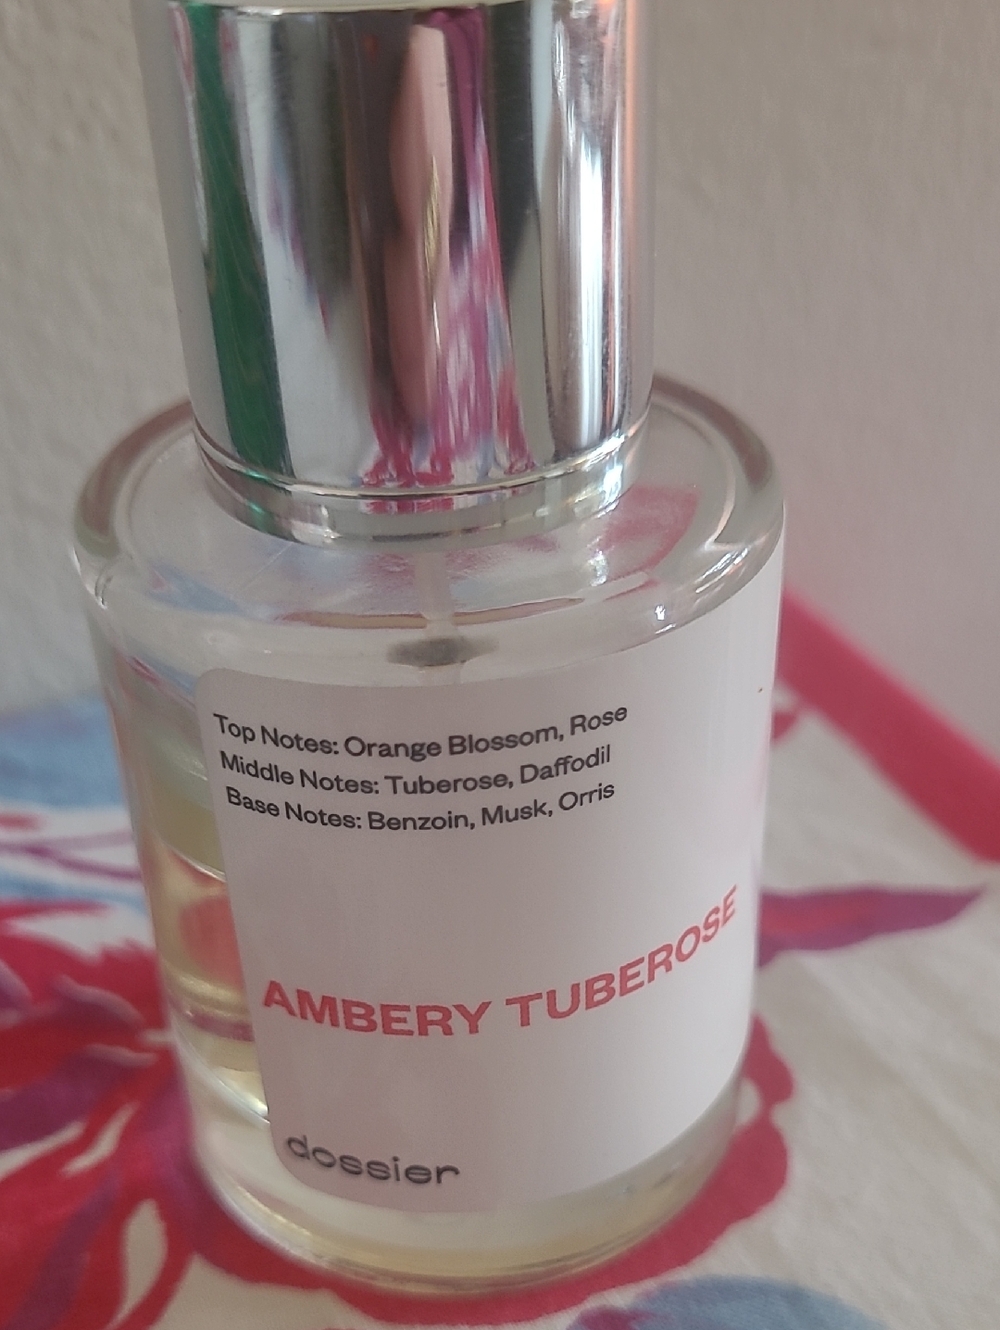 Top Notes: Orange Blossom, Rose
Middle Notes: Tuberose, Daffodil
Base Notes: Benzoin, Musk, Orris
AMBERY TUBEROSE
dossier